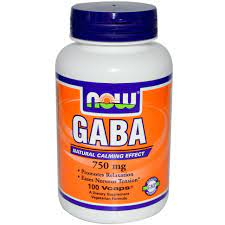 NOW
GABA
NATURAL CALMING EFFECT
750 mg
• Promotes Relaxation
• Eases Nervous Tension*
100 Vcaps®
A Dietary Supplement
Vegetarian Formula